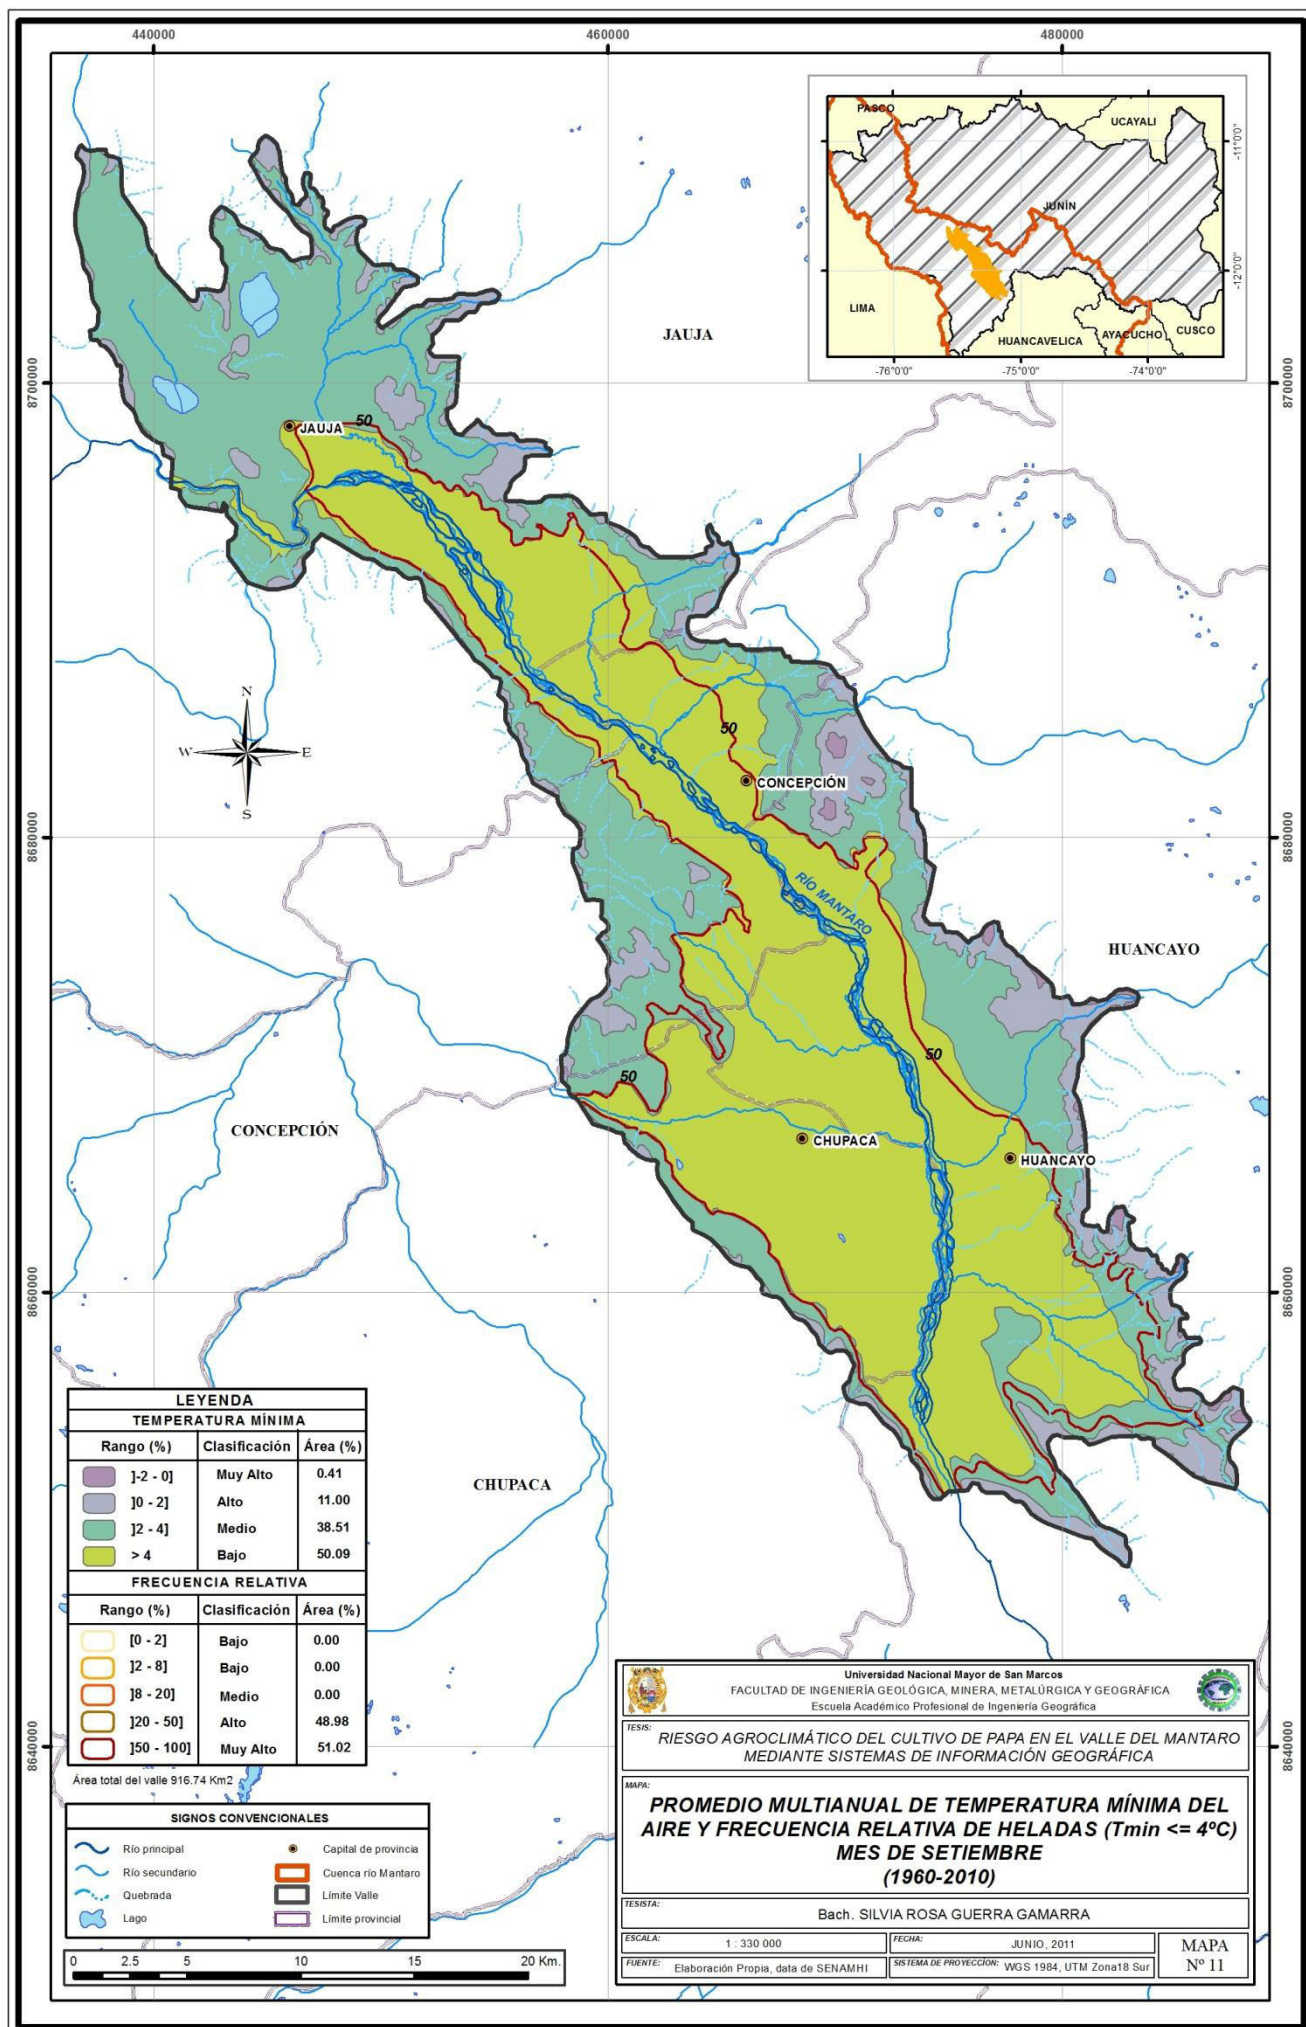 440000
460000
480000
8700000
8680000
8660000
8640000
8700000
8680000
8660000
8640000
PASCO
UCAYALI
JUNÍN
LIMA
HUANCAVELICA
AYACUCHO
CUSCO
-11°0'0"
-12°0'0"
-76°0'0"
-75°0'0"
-74°0'0"
JAUJA
JAUJA
50
N
W
E
S
50
CONCEPCIÓN
RÍO MANTARO
HUANCAYO
50
50
CONCEPCIÓN
CHUPACA
HUANCAYO
CHUPACA
LEYENDA
TEMPERATURA MÍNIMA
Rango (%) Clasificación Área (%)
]-2 - 0] Muy Alto 0.41
]0 - 2] Alto 11.00
]2 - 4] Medio 38.51
> 4 Bajo 50.09
FRECUENCIA RELATIVA
Rango (%) Clasificación Área (%)
[0 - 2] Bajo 0.00
]2 - 8] Bajo 0.00
]8 - 20] Medio 0.00
]20 - 50] Alto 48.98
]50 - 100] Muy Alto 51.02
Área total del valle 916.74 Km2
SIGNOS CONVENCIONALES
Río principal
Río secundario
Quebrada
Lago
Capital de provincia
Cuenca río Mantaro
Límite Valle
Límite provincial
0 2.5 5 10 15 20 Km.
Universidad Nacional Mayor de San Marcos
FACULTAD DE INGENIERÍA GEOLÓGICA, MINERA, METALÚRGICA Y GEOGRÁFICA
Escuela Académico Profesional de Ingeniería Geográfica
TESIS:
RIESGO AGROCLIMÁTICO DEL CULTIVO DE PAPA EN EL VALLE DEL MANTARO
MEDIANTE SISTEMAS DE INFORMACIÓN GEOGRÁFICA
MAPA:
PROMEDIO MULTIANUAL DE TEMPERATURA MÍNIMA DEL
AIRE Y FRECUENCIA RELATIVA DE HELADAS (Tmin <= 4ºC)
MES DE SETIEMBRE
(1960-2010)
TESISTA:
Bach. SILVIA ROSA GUERRA GAMARRA
ESCALA: 1 : 330 000
FECHA: JUNIO, 2011
FUENTE: Elaboración Propia, data de SENAMHI
SISTEMA DE PROYECCIÓN: WGS 1984, UTM Zona18 Sur
MAPA
Nº 11